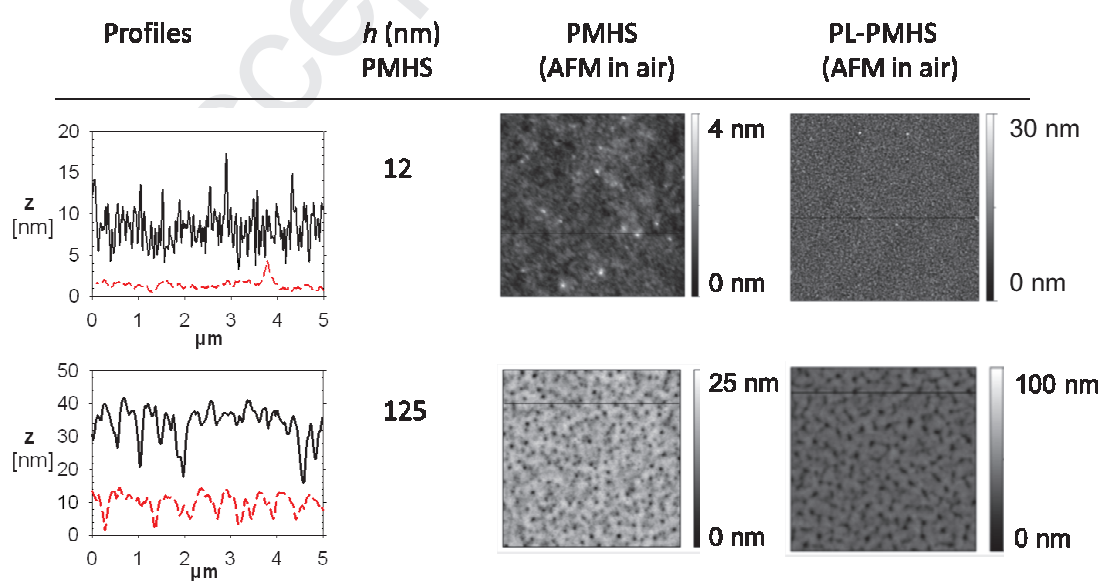 Profiles
h (nm)
PMHS
PMHS
(AFM in air)
PL-PMHS
(AFM in air)
20
15
10
5
0
z
[nm]
0 1 2 3 4 5
µm
12
4 nm
0 nm
30 nm
0 nm
50
40
30
20
10
0
z
[nm]
0 1 2 3 4 5
µm
125
25 nm
0 nm
100 nm
0 nm